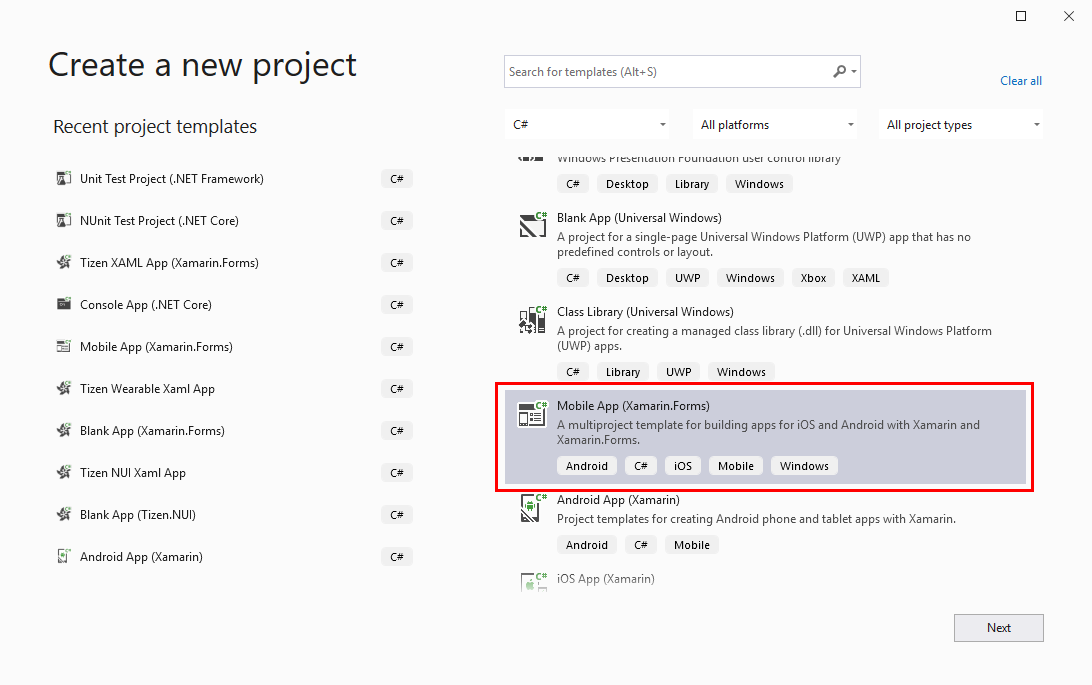 Create a new project
Recent project templates
Unit Test Project (.NET Framework) C#
NUnit Test Project (.NET Core) C#
Tizen XAML App (Xamarin.Forms) C#
Console App (.NET Core) C#
Mobile App (Xamarin.Forms) C#
Tizen Wearable Xaml App C#
Blank App (Xamarin.Forms) C#
Tizen NUI Xaml App C#
Blank App (Tizen.NUI) C#
Android App (Xamarin) C#
Search for templates (Alt+S)
Clear all
C# All platforms All project types
Windows Presentation Foundation user control library
C# Desktop Library Windows
Blank App (Universal Windows)
A project for a single-page Universal Windows Platform (UWP) app that has no
predefined controls or layout.
C# Desktop UWP Windows Xbox XAML
Class Library (Universal Windows)
A project for creating a managed class library (.dll) for Universal Windows Platform
(UWP) apps.
C# Library UWP Windows
Mobile App (Xamarin.Forms)
A multiproject template for building apps for iOS and Android with Xamarin and
Xamarin.Forms.
Android C# iOS Mobile Windows
Android App (Xamarin)
Project templates for creating Android phone and tablet apps with Xamarin.
Android C# Mobile
iOS App (Xamarin)
Next